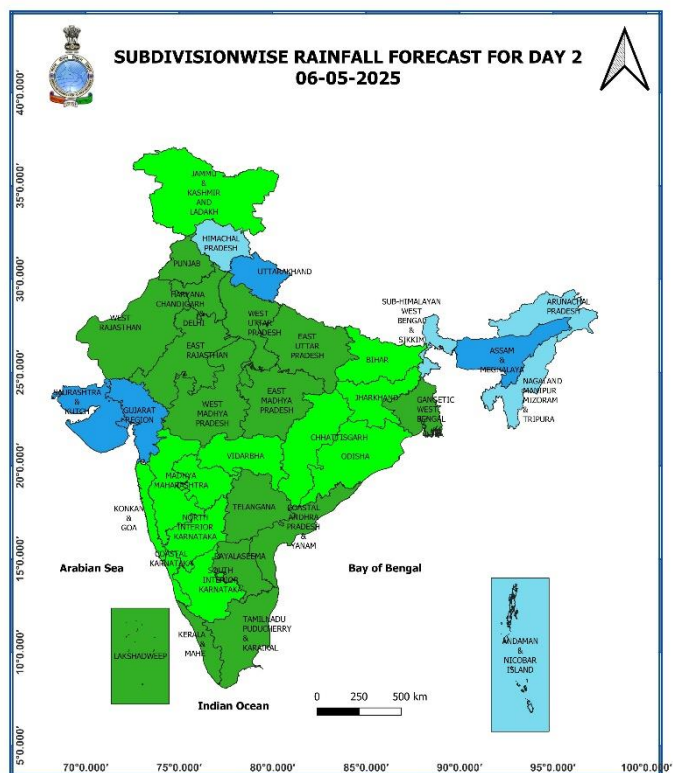 SUBDIVISIONWISE RAINFALL FORECAST FOR DAY 2
06-05-2025
40°0.000'
35°0.000'
30°0.000'
25°0.000'
20°0.000'
15°0.000'
10°0.000'
5°0.000'
JAMMU
&
KASHMIR
AND
LADAKH
HIMACHAL
PRADESH
PUNJAB
UTTARAKHAND
HARYANA
CHANDIGARH
DELHI
WEST
RAJASTHAN
WEST
UTTAR
PRADESH
EAST
UTTAR
PRADESH
EAST
RAJASTHAN
SUB-HIMALAYAN
WEST
BENGAL
&
SIKKIM
ARUNACHAL
PRADESH
ASSAM
&
MEGHALAYA
NAGALAND
MANIPUR
MIZORAM
&
TRIPURA
BIHAR
SAURASHTRA
&
KUTCH
GUJARAT
REGION
WEST
MADHYA
PRADESH
EAST
MADHYA
PRADESH
JHARKHAND
GANGETIC
WEST
BENGAL
CHHATTISGARH
ODISHA
VIDARBHA
MADHYA
MAHARASHTRA
KONKAN
&
GOA
TELANGANA
COASTAL
ANDHRA
PRADESH
&
YANAM
NORTH
INTERIOR
KARNATAKA
COASTAL
KARNATAKA
RAYALASEEMA
SOUTH
INTERIOR
KARNATAKA
Arabian Sea
Bay of Bengal
TAMILNADU
PUDUCHERRY
&
KARAIKAL
KERALA
&
MAHE
LAKSHADWEEP
ANDAMAN
&
NICOBAR
ISLAND
Indian Ocean
0 250 500 km
70°0.000' 75°0.000' 80°0.000' 85°0.000' 90°0.000' 95°0.000' 100°0.000'